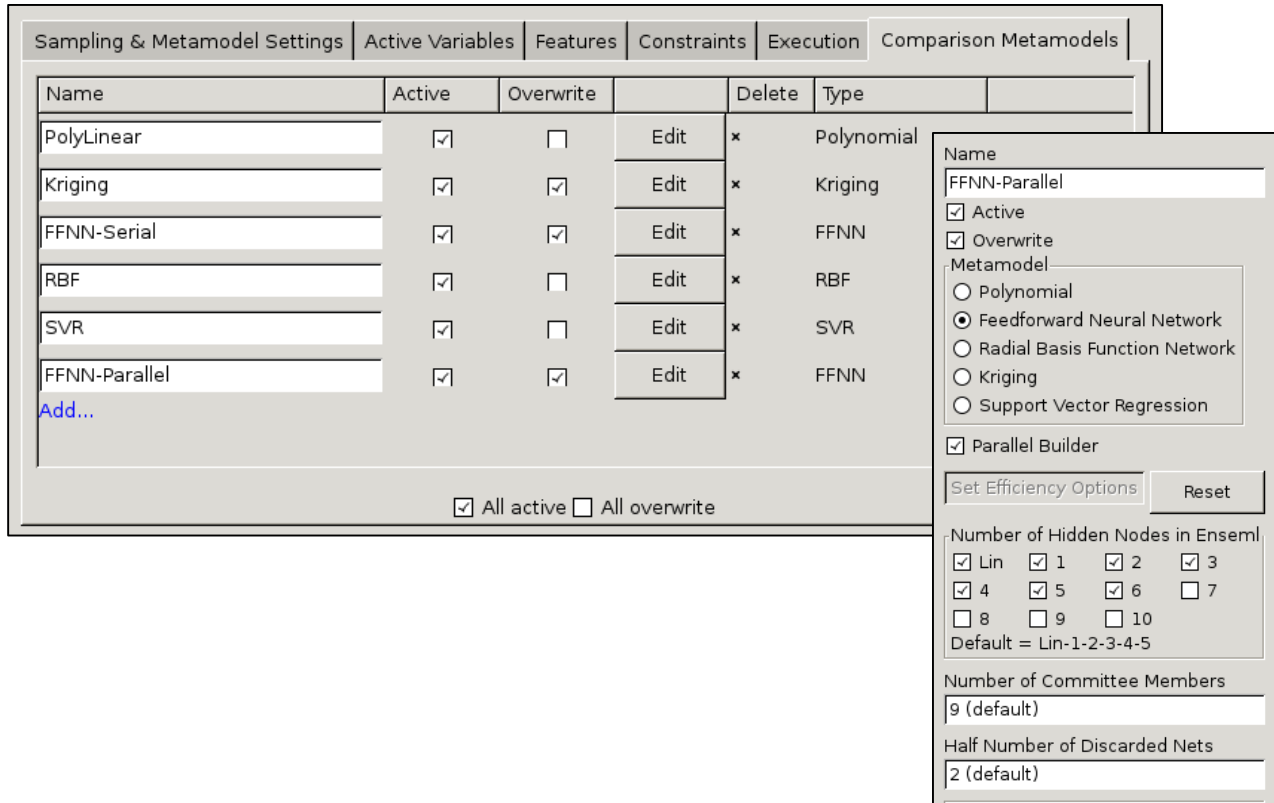 Sampling & Metamodel Settings Active Variables Features Constraints Execution Comparison Metamodels
Name Active Overwrite Delete Type
PolyLinear Edit × Polynomial
Kriging Edit × Kriging
FFNN-Serial Edit × FFNN
RBF Edit × RBF
SVR Edit × SVR
FFNN-Parallel Edit × FFNN
Add...
All active All overwrite
Name
FFNN-Parallel
Active
Overwrite
Metamodel
Polynomial
Feedforward Neural Network
Radial Basis Function Network
Kriging
Support Vector Regression
Parallel Builder
Set Efficiency Options Reset
Number of Hidden Nodes in Enseml
Lin 1 2 3
4 5 6 7
8 9 10
Default = Lin-1-2-3-4-5
Number of Committee Members
9 (default)
Half Number of Discarded Nets
2 (default)